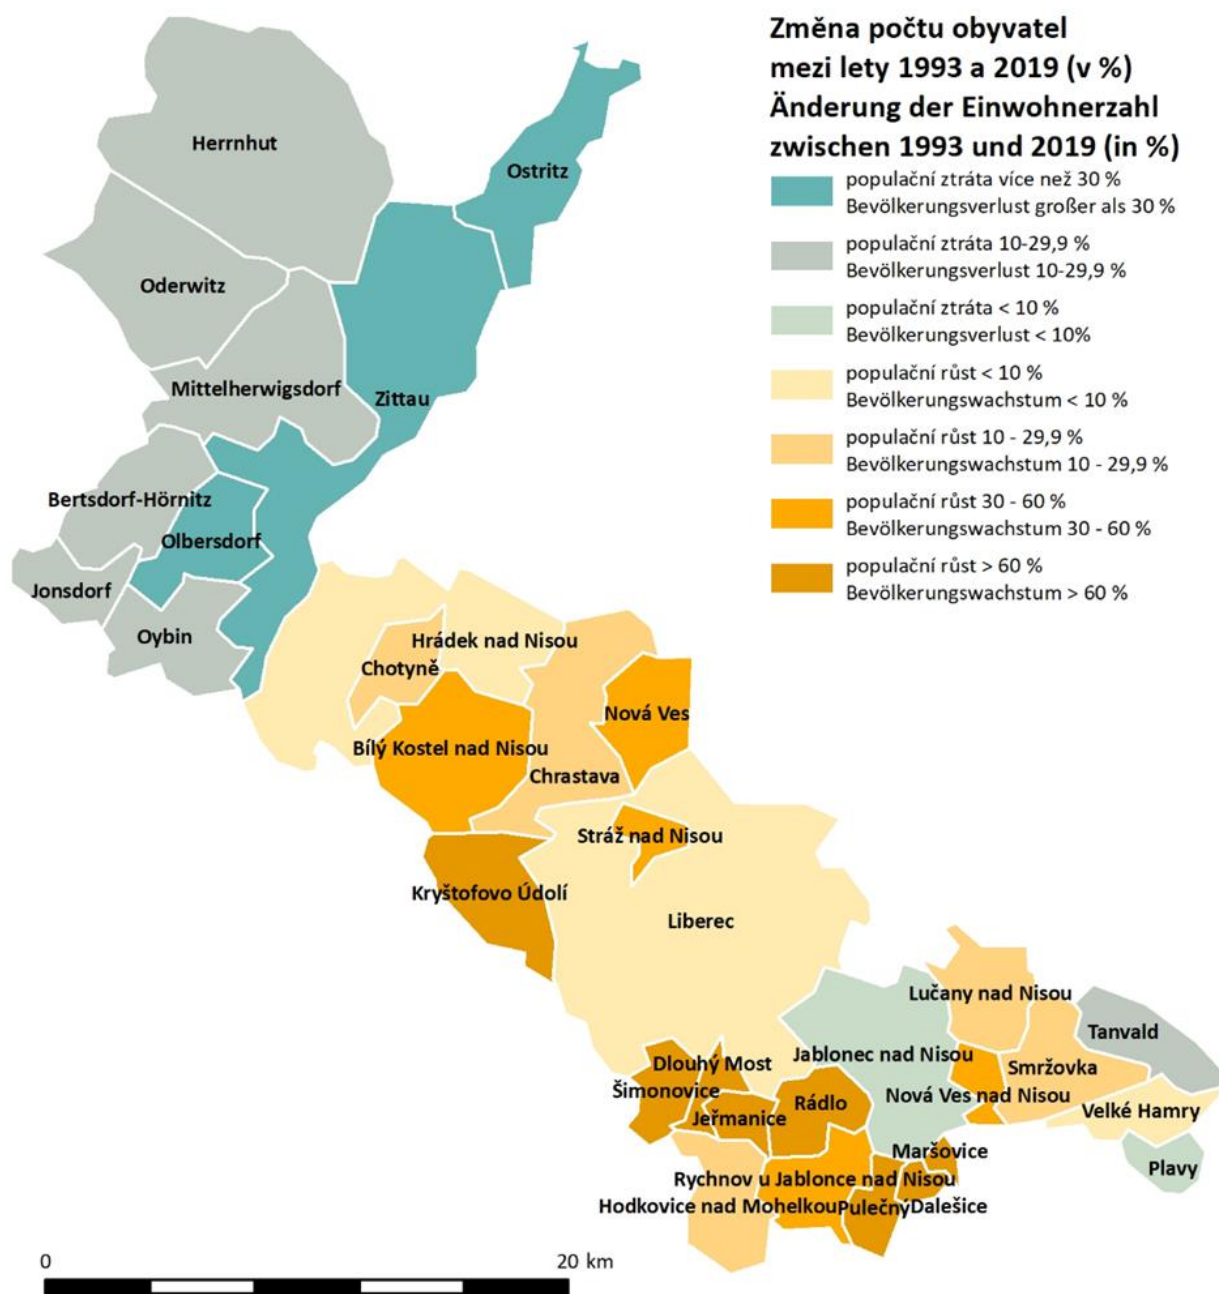 Změna počtu obyvatel
mezi lety 1993 a 2019 (v %)
Änderung der Einwohnerzahl
zwischen 1993 und 2019 (in %)
populační ztráta více než 30 %
Bevölkerungsverlust großer als 30 %
populační ztráta 10-29,9 %
Bevölkerungsverlust 10-29,9 %
populační ztráta < 10 %
Bevölkerungsverlust < 10%
populační růst < 10 %
Bevölkerungswachstum < 10 %
populační růst 10 - 29,9 %
Bevölkerungswachstum 10 - 29,9 %
populační růst 30 - 60 %
Bevölkerungswachstum 30 - 60 %
populační růst > 60 %
Bevölkerungswachstum > 60 %
Herrnhut
Ostritz
Oderwitz
Mittelherwigsdorf
Zittau
Bertsdorf-Hörnitz
Olbersdorf
Jonsdorf
Oybin
Hrádek nad Nisou
Chotyně
Nová Ves
Bílý Kostel nad Nisou
Chrastava
Stráž nad Nisou
Kryštofovo Údolí
Liberec
Lučany nad Nisou
Tanvald
Jablonec nad Nisou
Dlouhý Most
Smržovka
Šimonovice
Nová Ves nad Nisou
Rádlo
Velké Hamry
Jeřmanice
Maršovice
Plavy
Rychnov u Jablonce nad Nisou
Hodkovice nad Mohelkou
Pulečný
Dalešice
0
20 km